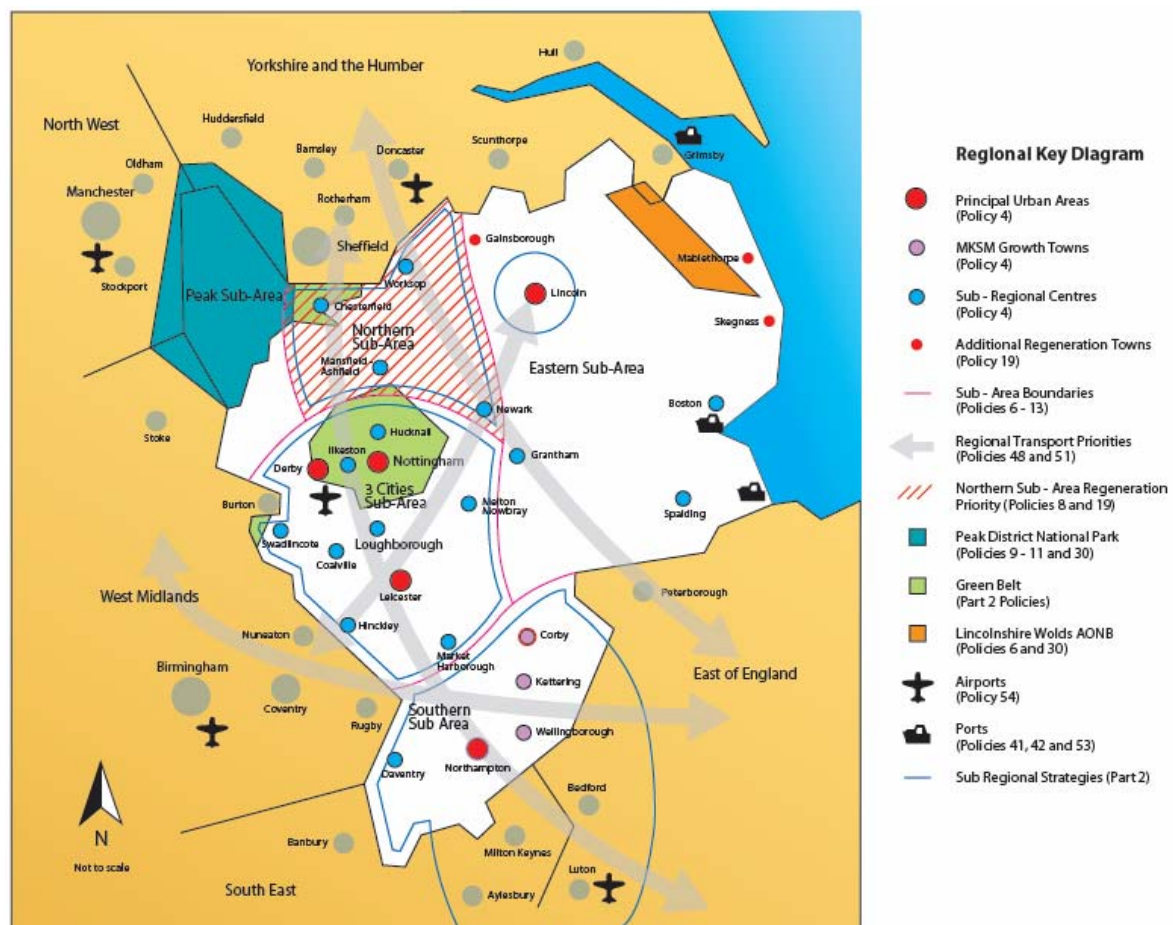 Hull
Yorkshire and the Humber
North West
Huddersfield
Barnsley
Doncaster
Scunthorpe
Grimsby
Oldham
Manchester
Rotherham
Sheffield
Stockport
Gainsborough
Mablethorpe
Worksop
Peak Sub-Area
Lincoln
Chesterfield
Skegness
Northern
Sub-Area
Mansfield -
Ashfield
Eastern Sub-Area
Newark
Boston
Stoke
Hucknall
Ilkeston
Derby
Nottingham
Grantham
3 Cities
Sub-Area
Burton
Melton
Mowbray
Spalding
Swadlincote
Loughborough
Coalville
Leicester
Peterborough
West Midlands
Hinckley
Nuneaton
Corby
Market
Harborough
Birmingham
Kettering
East of England
Coventry
Rugby
Southern
Sub Area
Wellingborough
Daventry
Northampton
Bedford
N
Not to scale
Banbury
Milton Keynes
Luton
South East
Aylesbury
Regional Key Diagram
Principal Urban Areas
(Policy 4)
MKSM Growth Towns
(Policy 4)
Sub - Regional Centres
(Policy 4)
Additional Regeneration Towns
(Policy 19)
Sub - Area Boundaries
(Policies 6 - 13)
Regional Transport Priorities
(Policies 48 and 51)
Northern Sub - Area Regeneration
Priority (Policies 8 and 19)
Peak District National Park
(Policies 9 - 11 and 30)
Green Belt
(Part 2 Policies)
Lincolnshire Wolds AONB
(Policies 6 and 30)
Airports
(Policy 54)
Ports
(Policies 41, 42 and 53)
Sub Regional Strategies (Part 2)